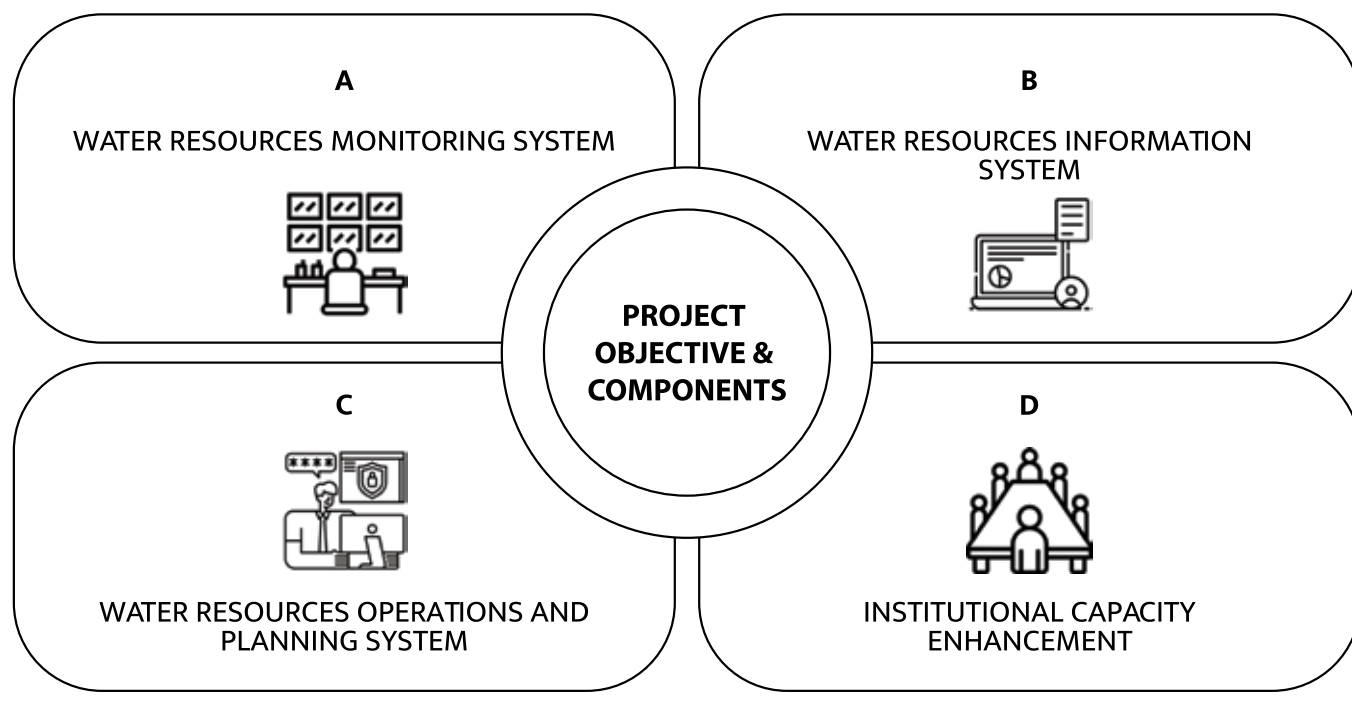 A
WATER RESOURCES MONITORING SYSTEM
B
WATER RESOURCES INFORMATION
SYSTEM
PROJECT
OBJECTIVE &
COMPONENTS
C
****
WATER RESOURCES OPERATIONS AND
PLANNING SYSTEM
D
INSTITUTIONAL CAPACITY
ENHANCEMENT